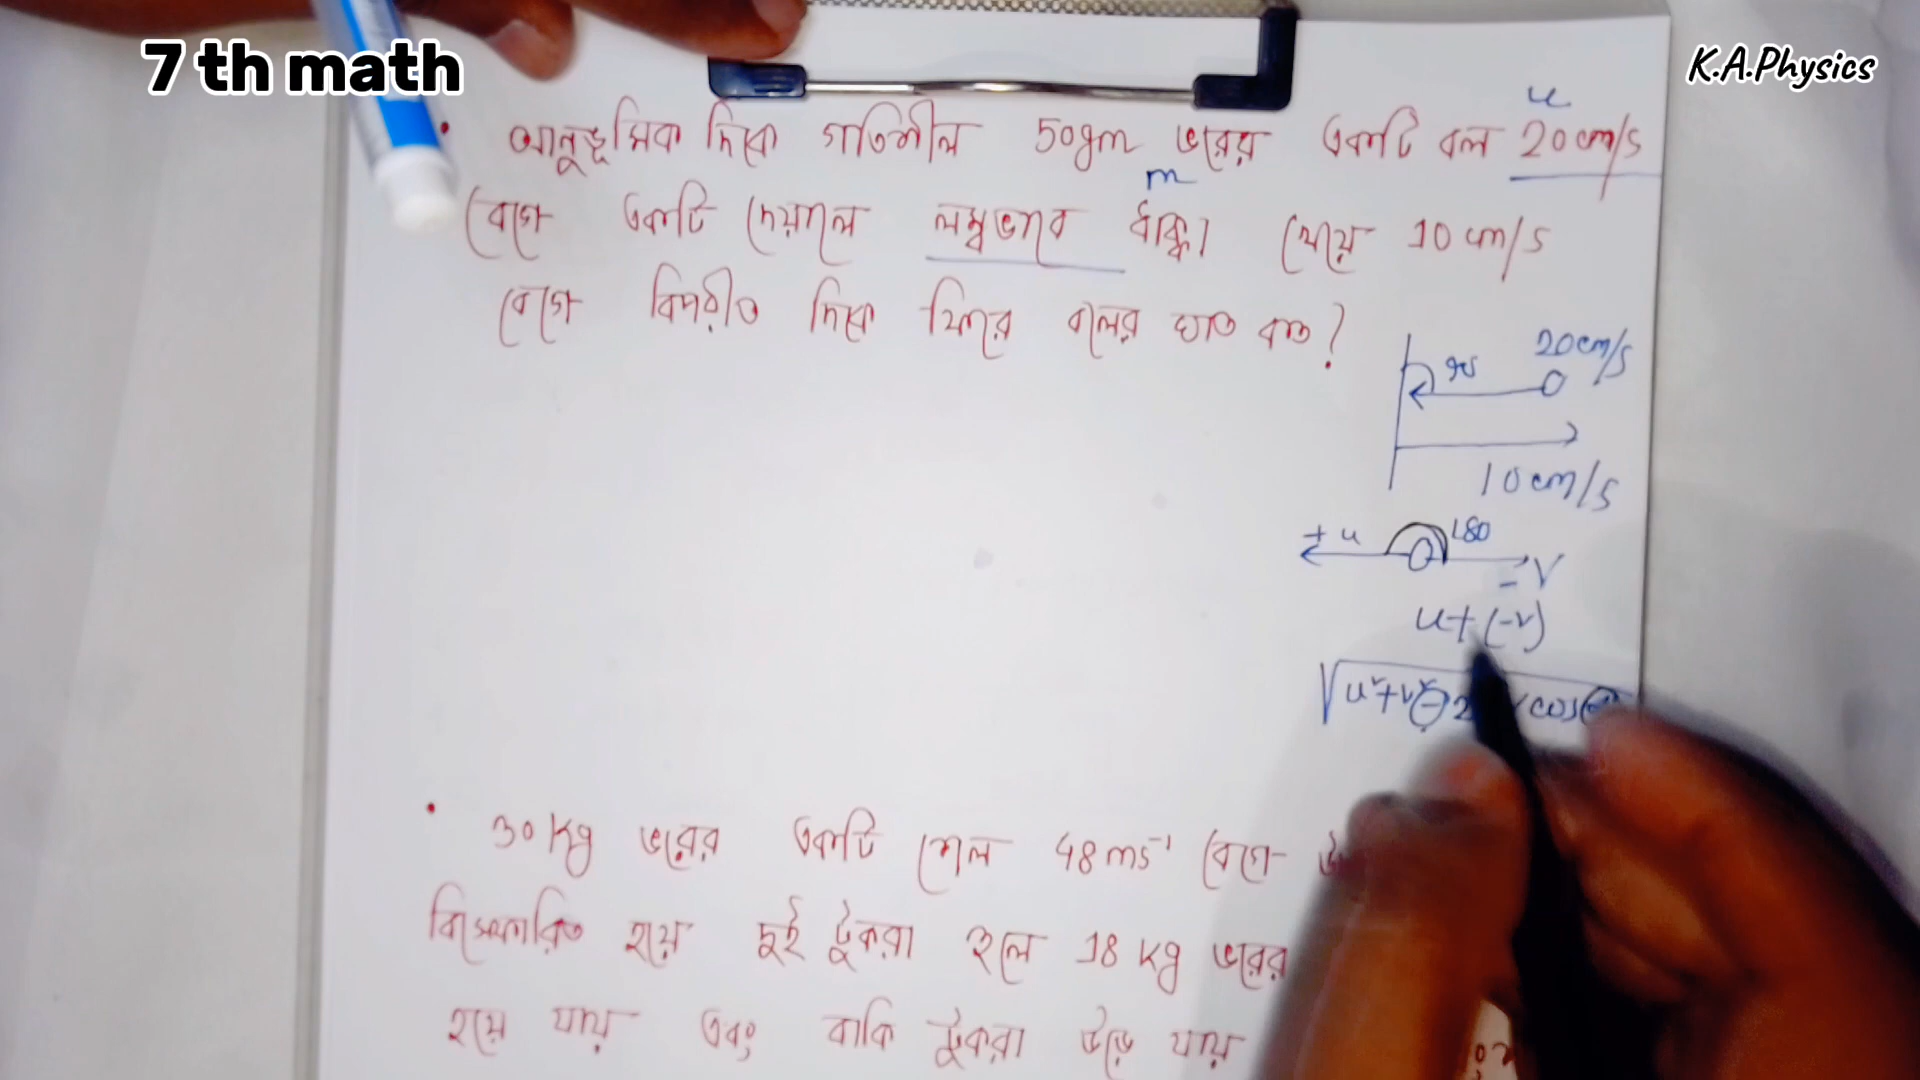 7 th math
K.A.Physics
u
আনুভূমিক দিকে গতিশীল 50gm ভরের একটি বল 20cm/s
m
বেগে একটি দেয়ালে লম্বভাবে ধাক্কা খেয়ে 10 cm/s
বেগে বিপরীত দিকে ফিরে বলের ঘাত কত?
20cm/s
90
10cm/s
+ u 180
- V
u+(-v)
30 Kg ভরের একটি শেল 48ms⁻¹ বেগে
বিস্ফোরিত হয়ে দুই টুকরা হলে 18 Kg ভরের
হয়ে যায় এবং বাকি টুকরা উড়ে যায়